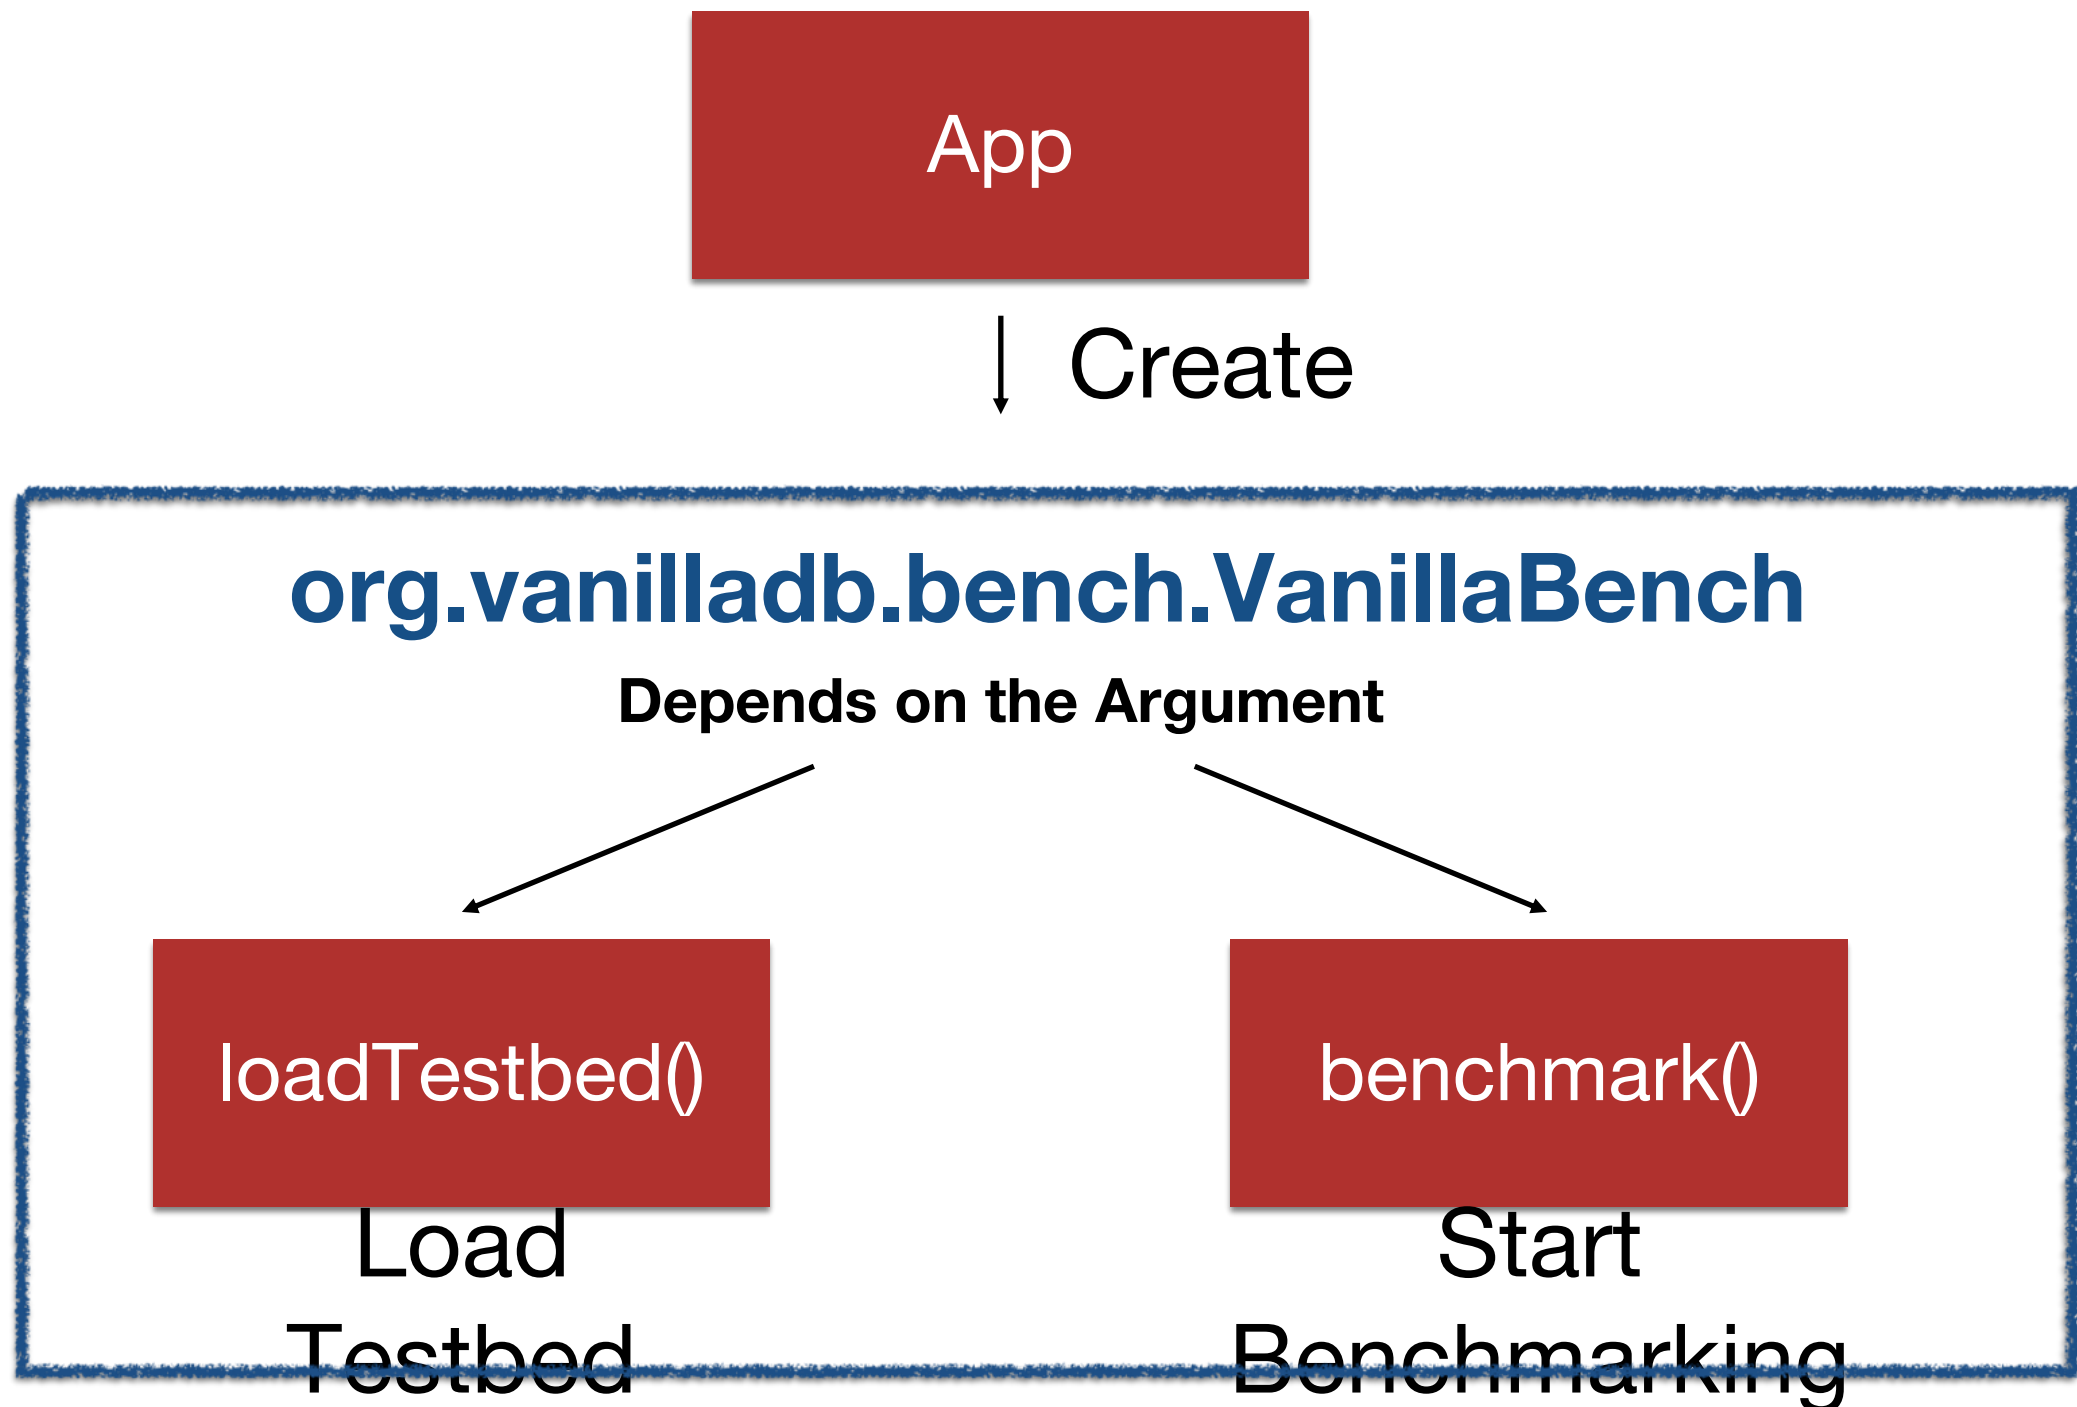 App
Create
org.vanilladb.bench.VanillaBench
Depends on the Argument
loadTestbed()
benchmark()
Load
Testbed
Start
Benchmarking